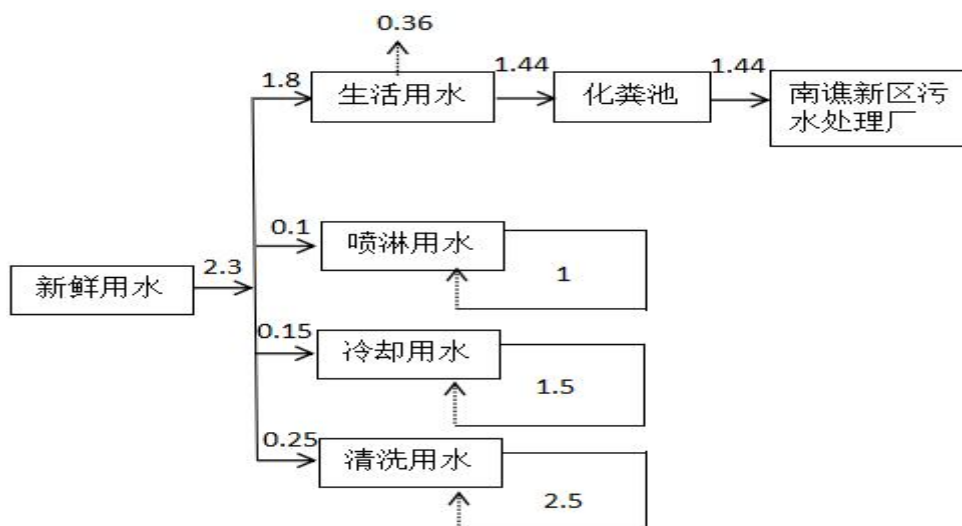 0.36
1.8
生活用水
1.44
化粪池
1.44
南谯新区污
水处理厂
0.1
喷淋用水
1
新鲜用水
2.3
0.15
冷却用水
1.5
0.25
清洗用水
2.5